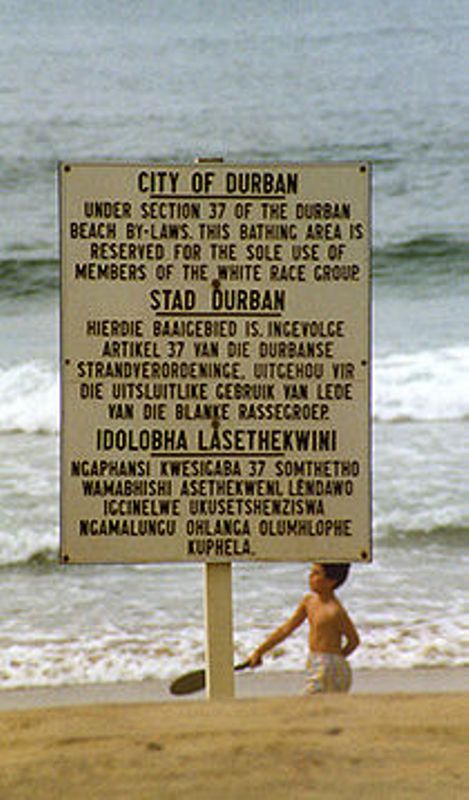 CITY OF DURBAN
UNDER SECTION 37 OF THE DURBAN
BEACH BY-LAWS. THIS BATHING AREA IS
RESERVED FOR THE SOLE USE OF
MEMBERS OF THE WHITE RACE GROUP.
STAD DURBAN
HIERDIE BAAIGEBIED IS, INGEVOLGE
ARTIKEL 37 VAN DIE DURBANSE
STRANDVERORDENINGE, UITGEHOU VIR
DIE UITSLUITLIKE GEBRUIK VAN LEDE
VAN DIE BLANKE RASSEGROEP.
IDOLOBHA LASETHEKWINI
NGAPHANSI KWESIGABA 37 SOMTHETHO
WAMABHISHI ASETHEKWENI, LENDAWO
IGCINELWE UKUSETSHENZISWA
NGAMALUNGU OHLANGA OLUMHLOPHE
KUPHELA.